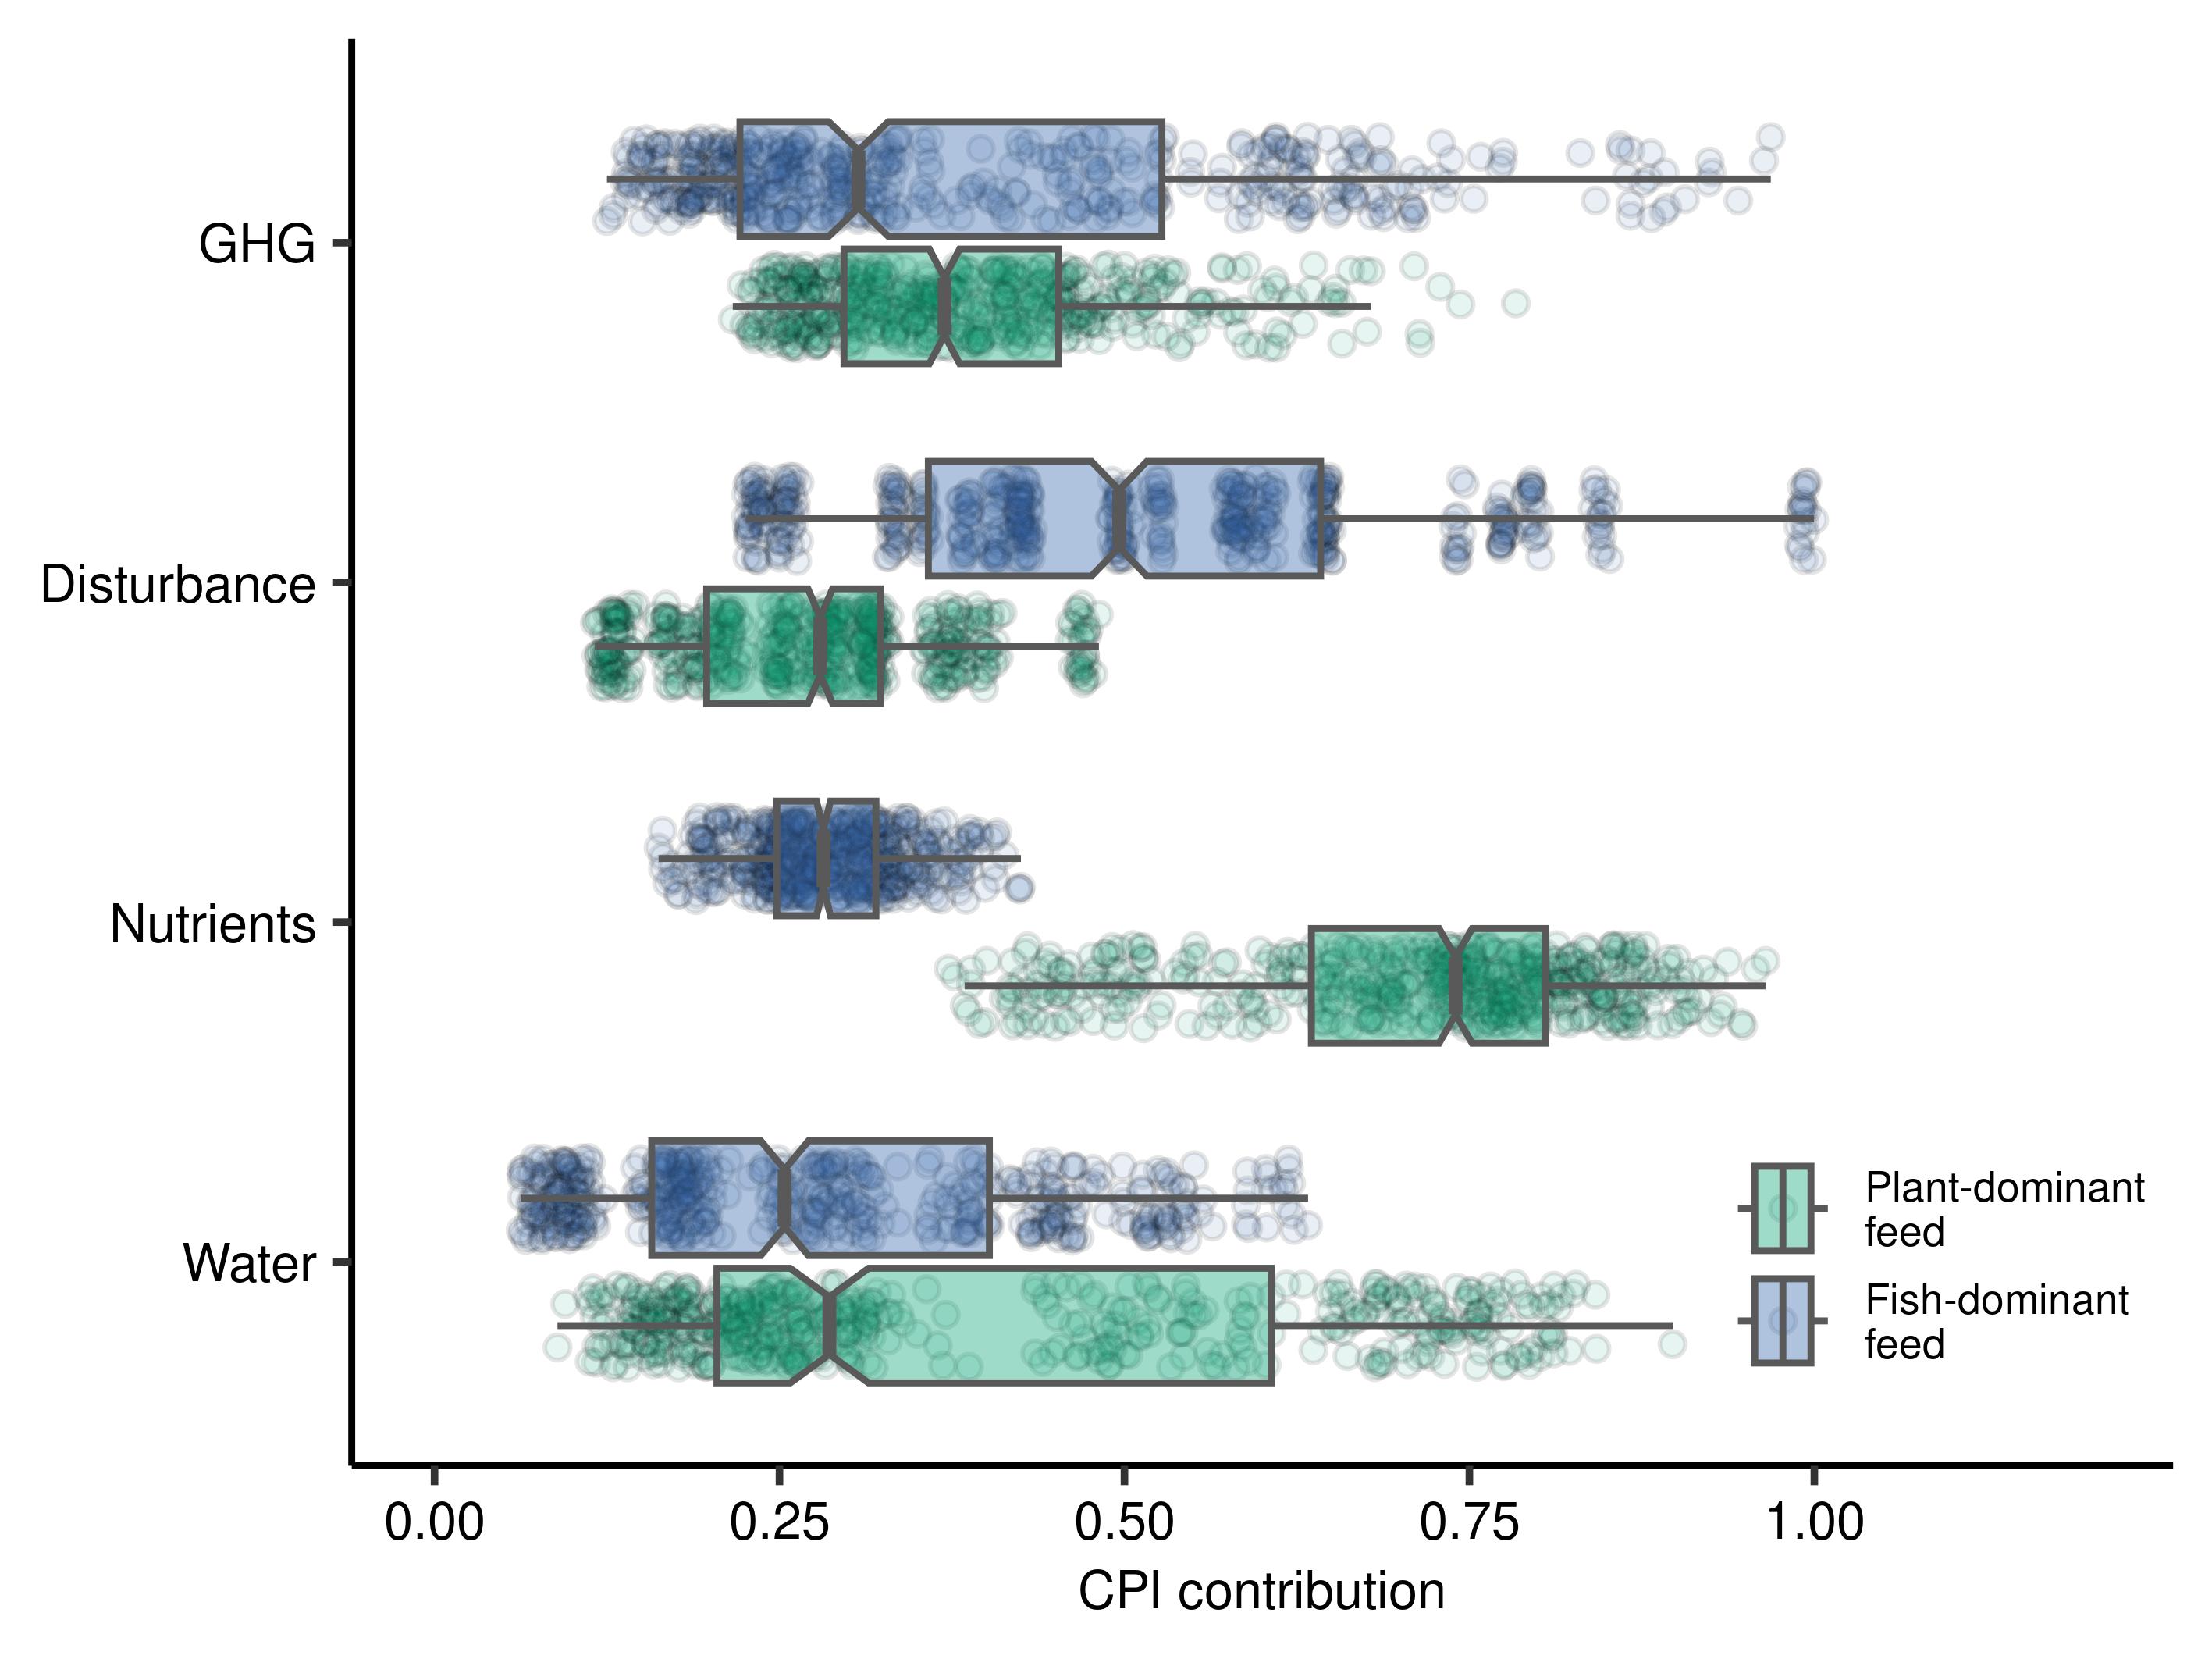 GHG
Disturbance
Nutrients
Water
Plant-dominant
feed
Fish-dominant
feed
0.00 0.25 0.50 0.75 1.00
CPI contribution